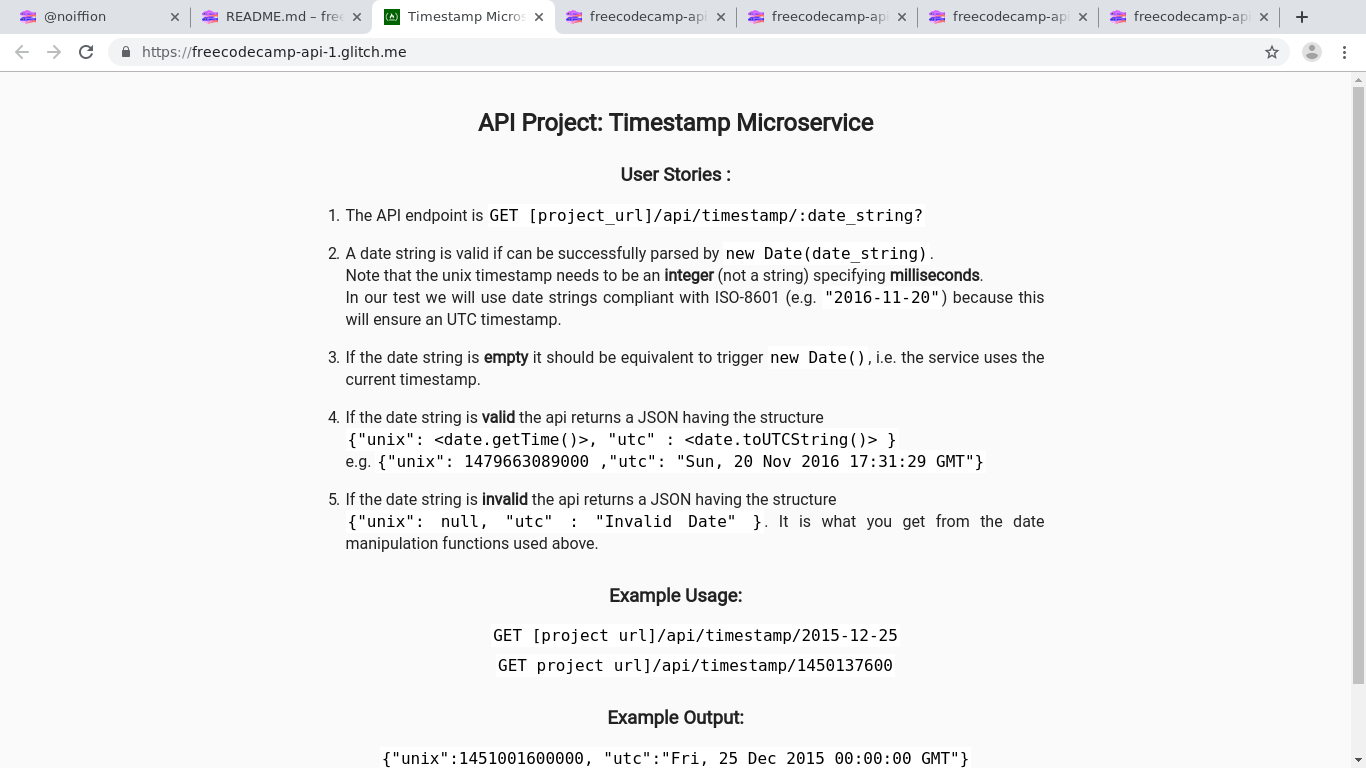 @noiffion
README.md – free
Timestamp Micros
freecodecamp-api
freecodecamp-api
freecodecamp-api
freecodecamp-api
https://freecodecamp-api-1.glitch.me
API Project: Timestamp Microservice
User Stories :
1. The API endpoint is GET [project_url]/api/timestamp/:date_string?
2. A date string is valid if can be successfully parsed by new Date(date_string).
Note that the unix timestamp needs to be an integer (not a string) specifying milliseconds.
In our test we will use date strings compliant with ISO-8601 (e.g. "2016-11-20") because this
will ensure an UTC timestamp.
3. If the date string is empty it should be equivalent to trigger new Date(), i.e. the service uses the
current timestamp.
4. If the date string is valid the api returns a JSON having the structure
{"unix": <date.getTime()>, "utc" : <date.toUTCString()> }
e.g. {"unix": 1479663089000 ,"utc": "Sun, 20 Nov 2016 17:31:29 GMT"}
5. If the date string is invalid the api returns a JSON having the structure
{"unix": null, "utc" : "Invalid Date" }. It is what you get from the date
manipulation functions used above.
Example Usage:
GET [project url]/api/timestamp/2015-12-25
GET project url]/api/timestamp/1450137600
Example Output:
{"unix":1451001600000, "utc":"Fri, 25 Dec 2015 00:00:00 GMT"}